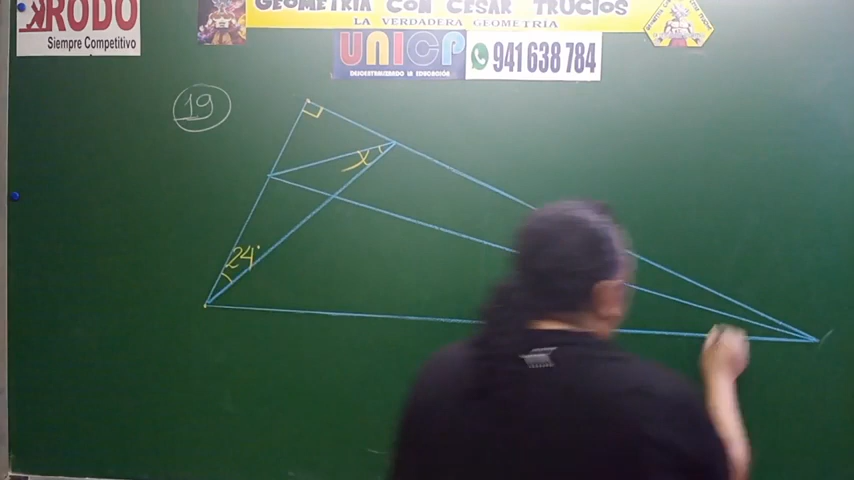 RODO
Siempre Competitivo
GEOMETRIA CON CESAR TRUCIOS
LA VERDADERA GEOMETRIA
UNICP
DESCENTRALIZANDO LA EDUCACIÓN
941 638 784
19
x
24°